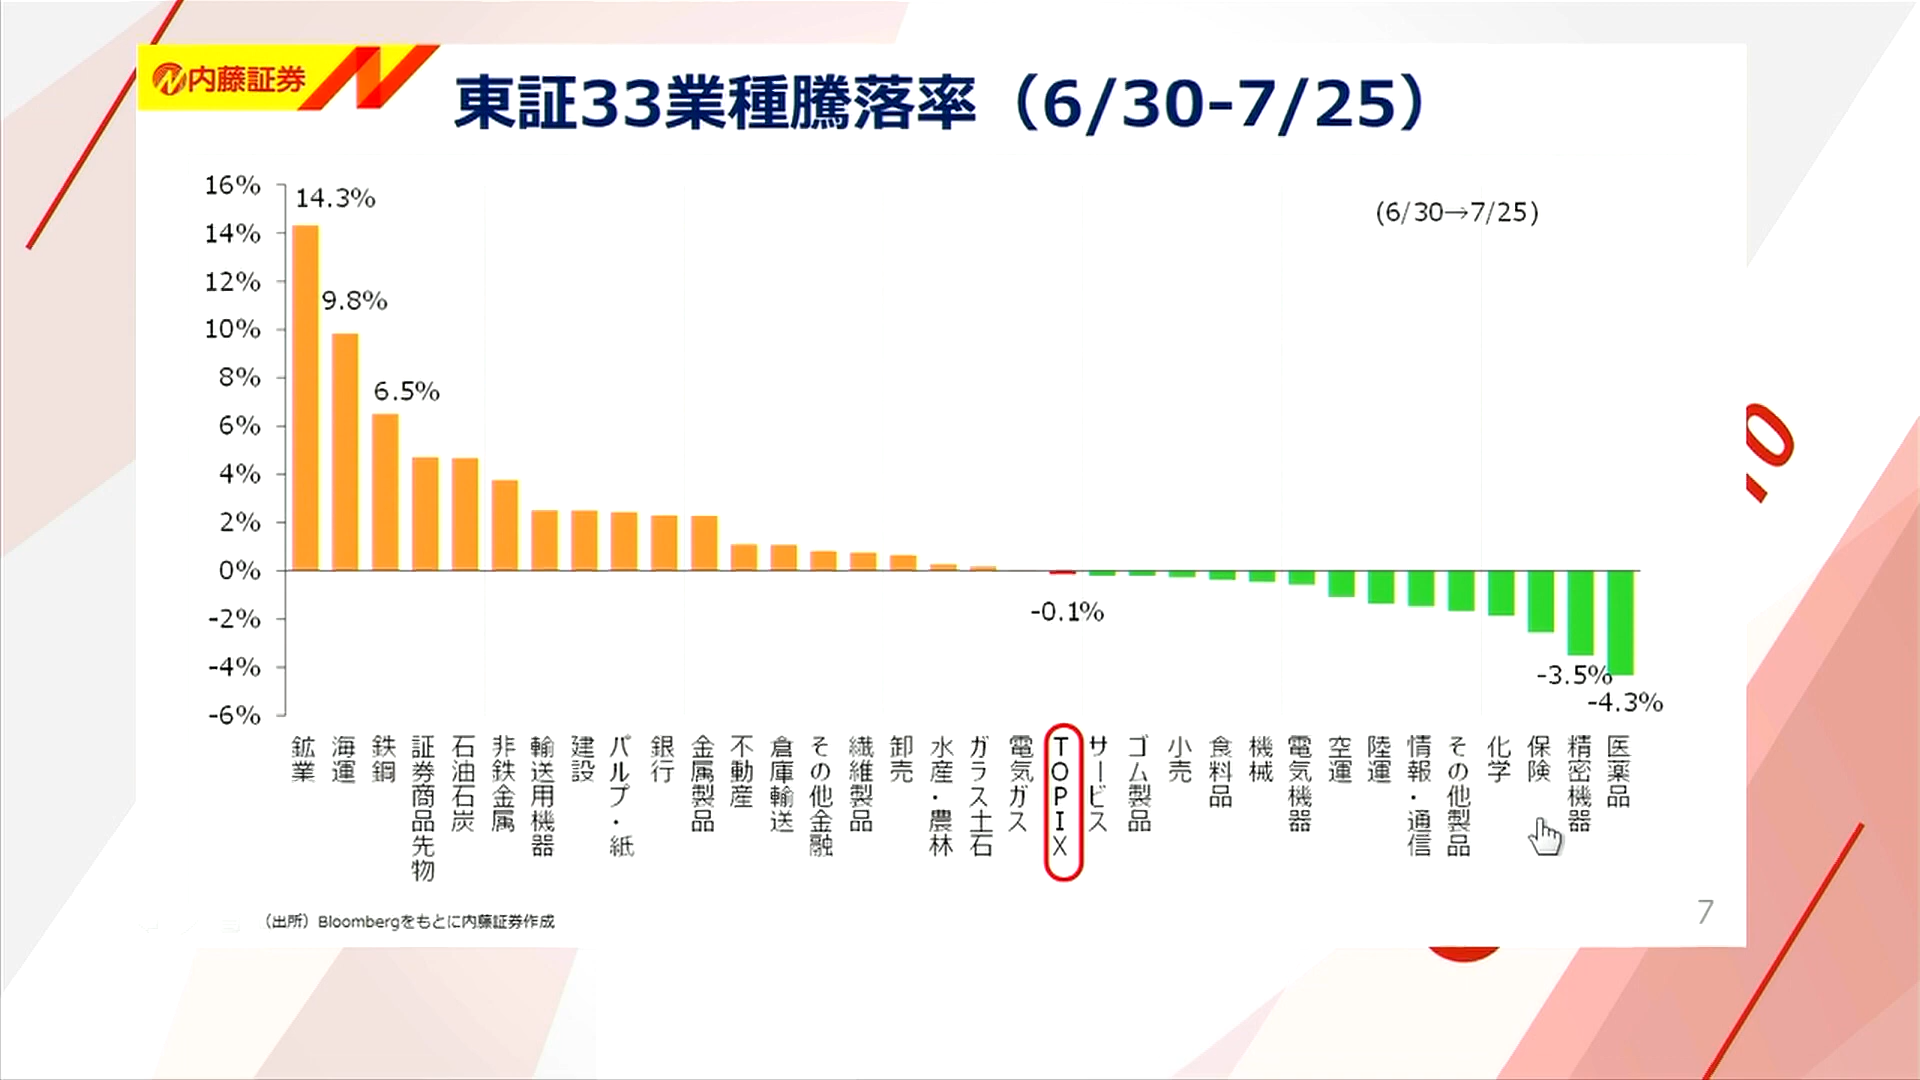 内藤証券
東証33業種騰落率（6/30-7/25）
(6/30→7/25)
16%
14%
12%
10%
8%
6%
4%
2%
0%
-2%
-4%
-6%
14.3%
9.8%
6.5%
-0.1%
-3.5%
-4.3%
鉱業
海運
鉄鋼
証券商品先物
石油石炭
非鉄金属
輸送用機器
建設
パルプ・紙
銀行
金属製品
不動産
倉庫輸送
その他金融
繊維製品
卸売
水産・農林
ガラス土石
電気ガス
TOPIX
サービス
ゴム製品
小売
食料品
機械
電気機器
空運
陸運
情報・通信
その他製品
化学
保険
精密機器
医薬品
（出所）Bloombergをもとに内藤証券作成
7